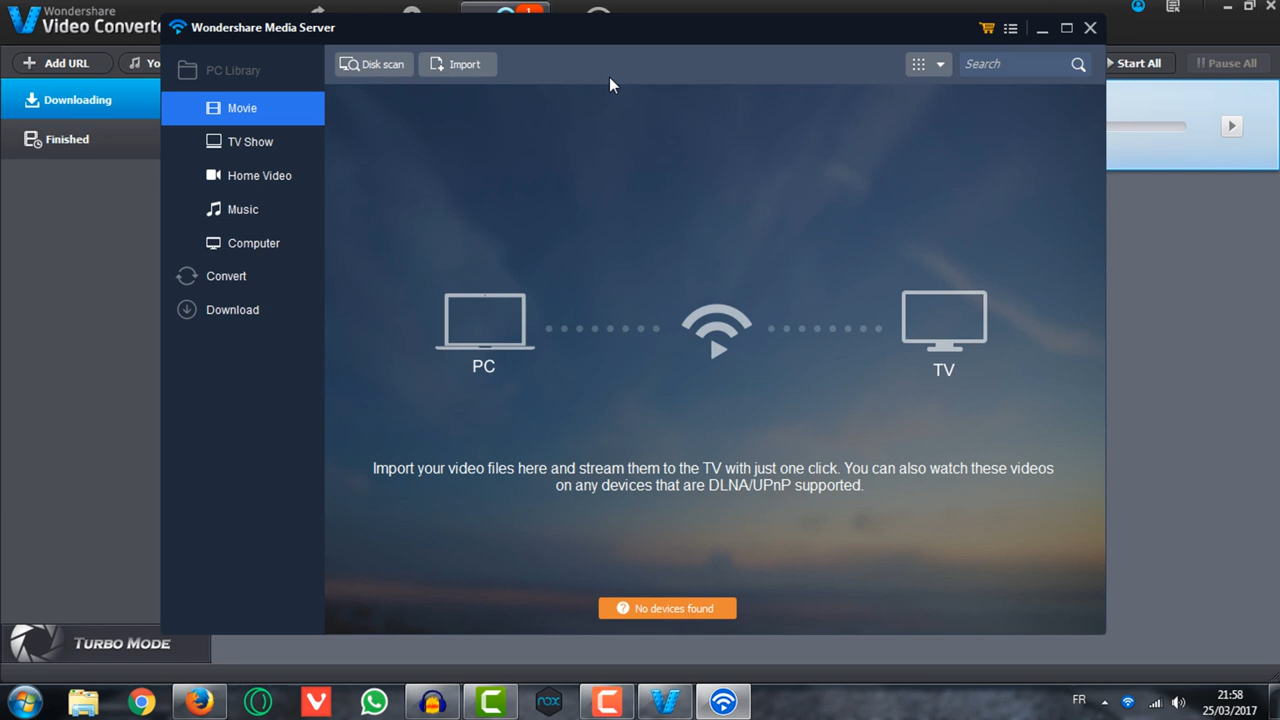 Wondershare
Video Converte
1
Wondershare Media Server
Add URL
Yo
Disk scan
Import
Search
Start All
Pause All
PC Library
Downloading
Movie
Finished
TV Show
Home Video
Music
Computer
Convert
Download
PC
TV
Import your video files here and stream them to the TV with just one click. You can also watch these videos
on any devices that are DLNA/UPnP supported.
? No devices found
TURBO MODE
nox
FR
21:58
25/03/2017